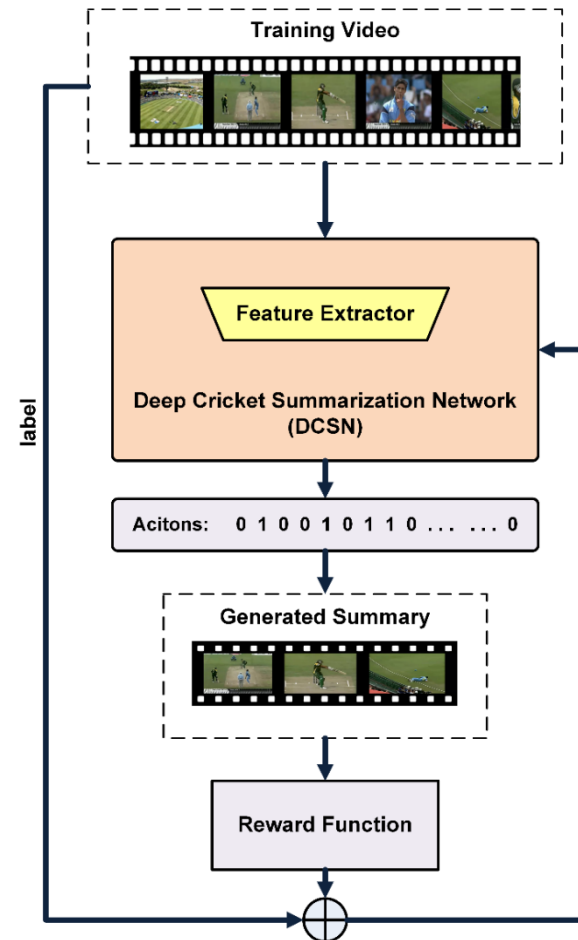 Training Video
Feature Extractor
Deep Cricket Summarization Network
(DCSN)
label
Acitons: 0 1 0 0 1 0 1 1 0 . . . . . . 0
Generated Summary
Reward Function